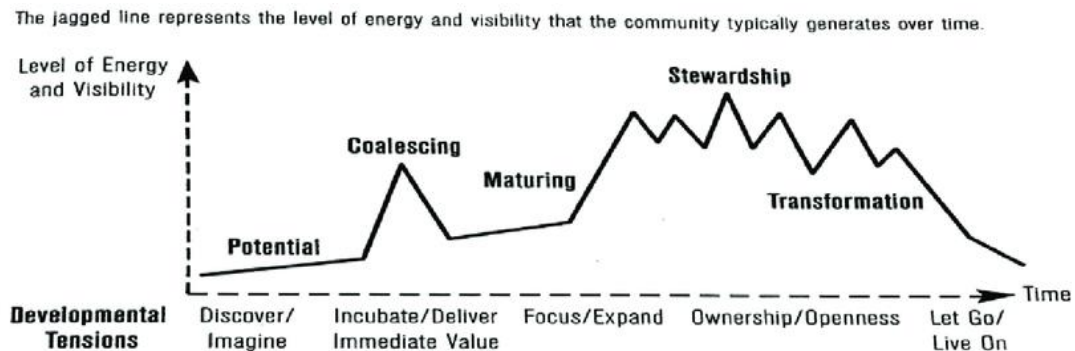 The jagged line represents the level of energy and visibility that the community typically generates over time.
Level of Energy
and Visibility
Stewardship
Coalescing
Maturing
Transformation
Potential
Time
Developmental
Tensions
Discover/
Imagine
Incubate/Deliver
Immediate Value
Focus/Expand
Ownership/Openness
Let Go/
Live On